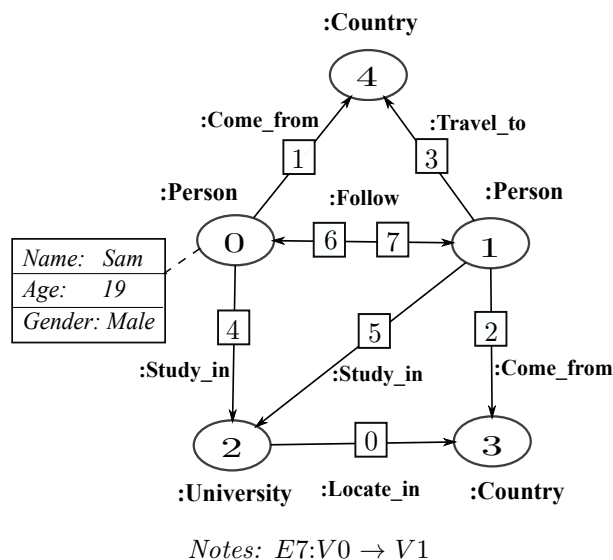 :Country
4
:Come_from
:Travel_to
1
3
:Person
:Follow
:Person
0
6
7
1
Name: Sam
Age: 19
Gender: Male
4
5
2
:Study_in
:Study_in
:Come_from
2
0
3
:University
:Locate_in
:Country
Notes: E7:V0 → V1